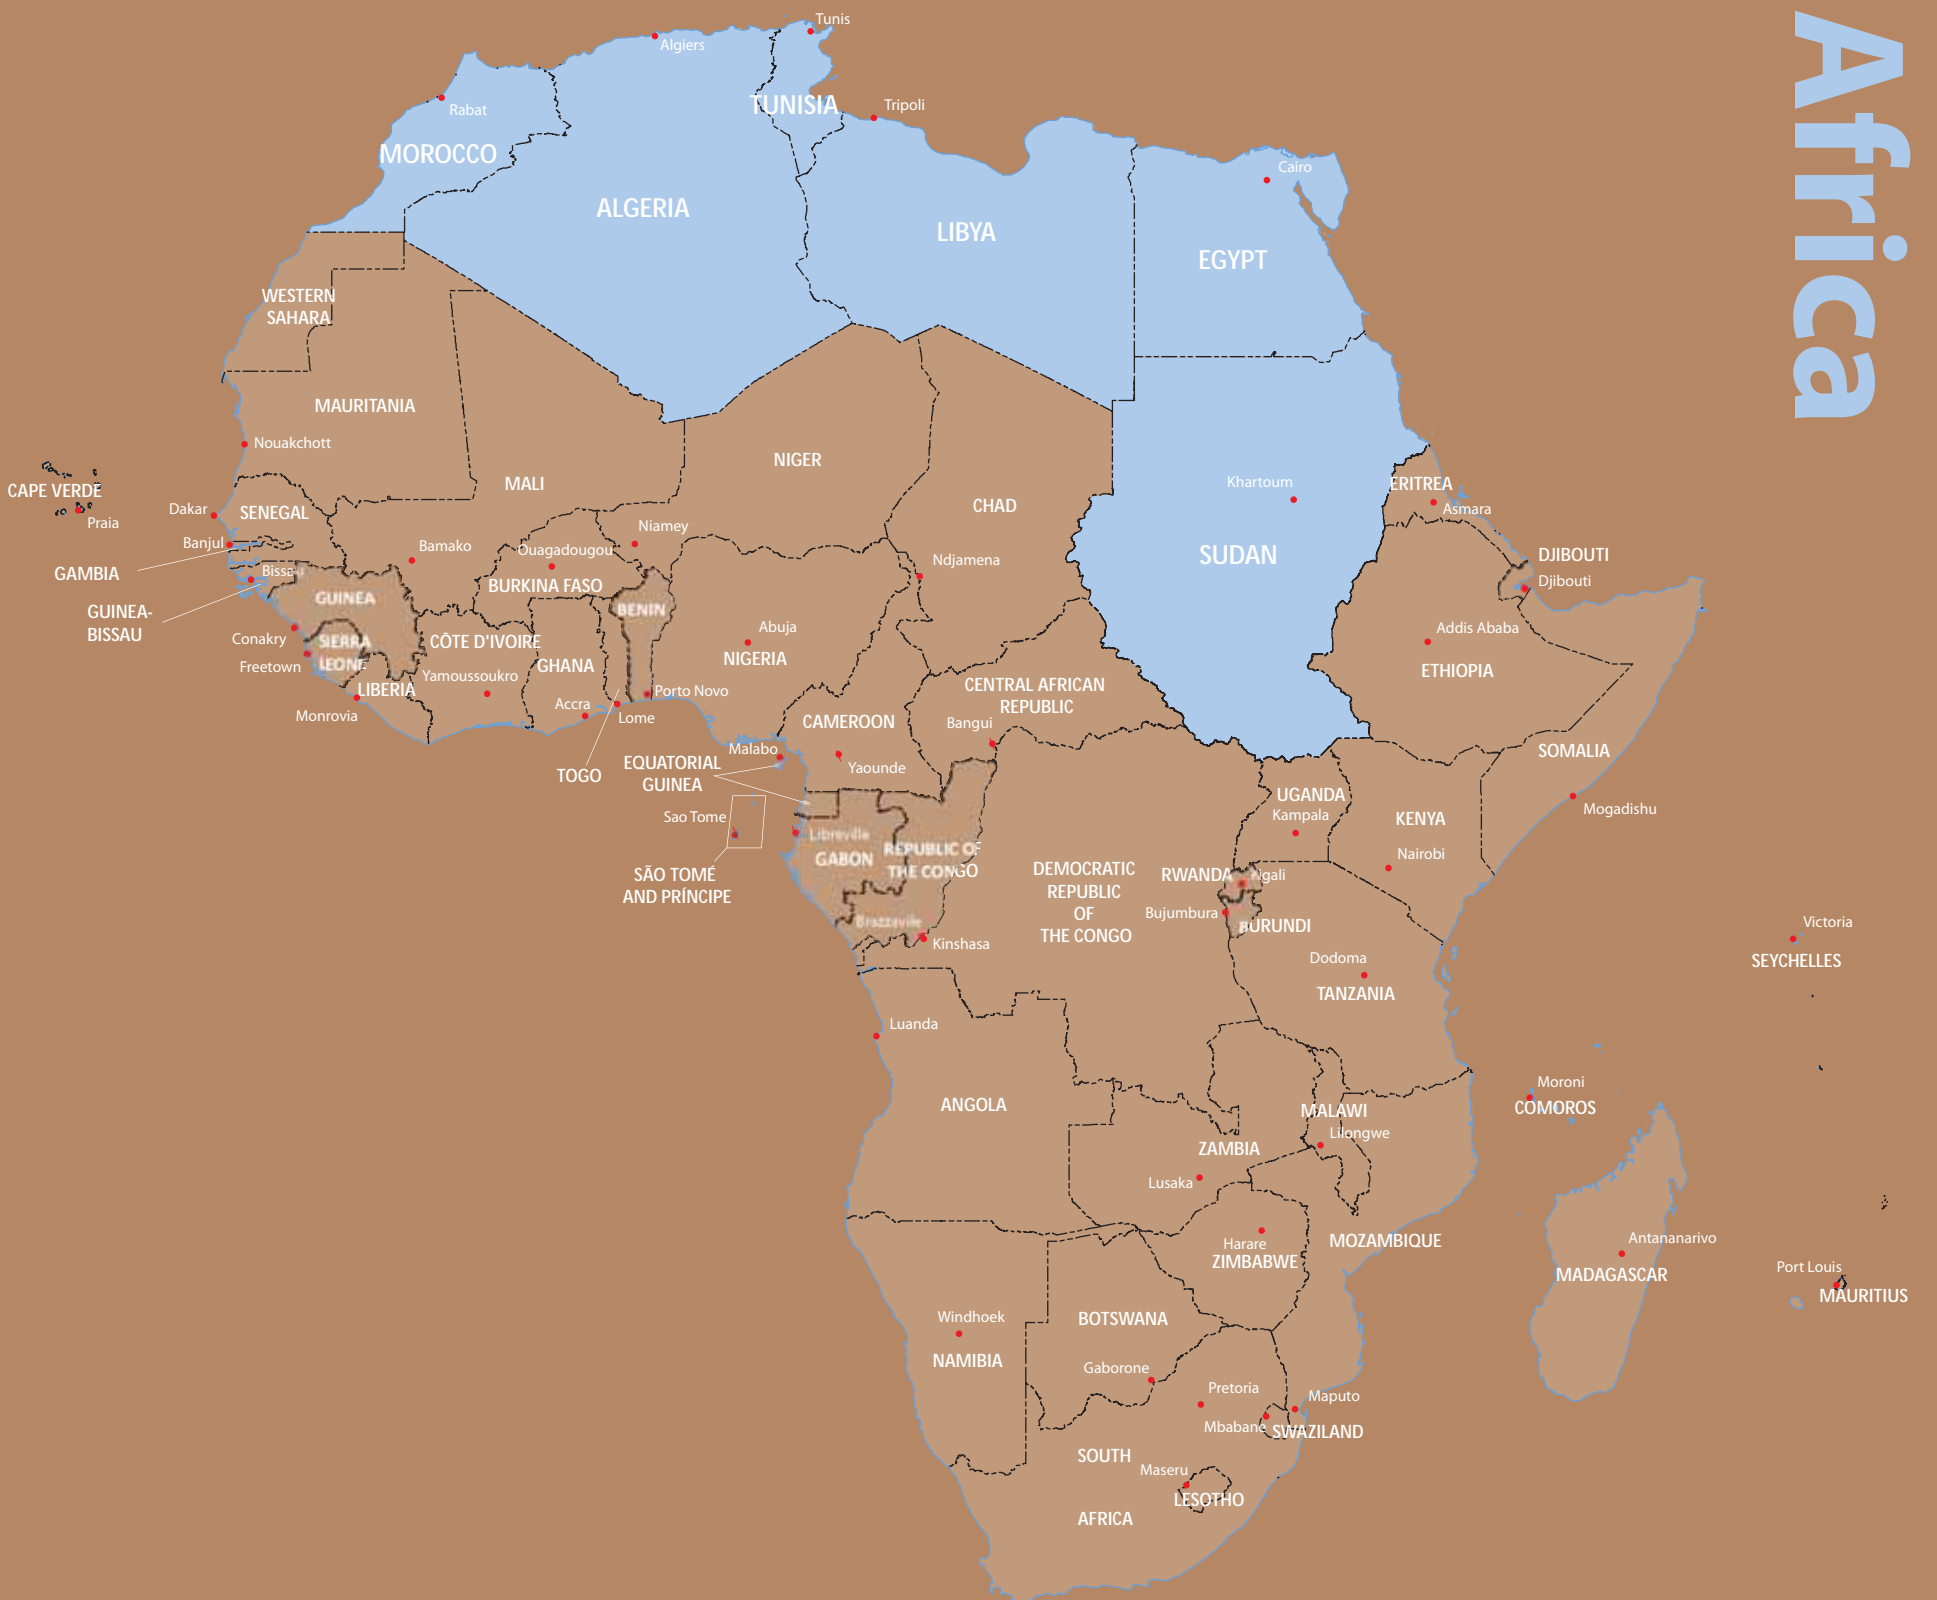 Africa
Tunis
Algiers
TUNISIA
Tripoli
Rabat
MOROCCO
Cairo
ALGERIA
LIBYA
EGYPT
WESTERN
SAHARA
MAURITANIA
Nouakchott
NIGER
MALI
CHAD
Khartoum
ERITREA
Asmara
CAPE VERDE
Praia
Dakar
SENEGAL
Banjul
GAMBIA
Bamako
Niamey
Ouagadougou
BURKINA FASO
Ndjamena
SUDAN
DJIBOUTI
Djibouti
Bissau
GUINEA-
BISSAU
GUINEA
BENIN
Conakry
SIERRA
LEONE
Freetown
CÔTE D'IVOIRE
Yamoussoukro
GHANA
Abuja
NIGERIA
Addis Ababa
ETHIOPIA
LIBERIA
Monrovia
Accra
Lome
Porto Novo
CENTRAL AFRICAN
REPUBLIC
Bangui
CAMEROON
Yaounde
TOGO
Malabo
EQUATORIAL
GUINEA
SOMALIA
Mogadishu
UGANDA
Kampala
KENYA
Nairobi
Sao Tome
SÃO TOMÉ
AND PRÍNCIPE
Libreville
GABON
REPUBLIC OF
THE CONGO
Brazzaville
Kinshasa
DEMOCRATIC
REPUBLIC
OF
THE CONGO
RWANDA
Kigali
Bujumbura
BURUNDI
Dodoma
TANZANIA
Victoria
SEYCHELLES
Luanda
ANGOLA
MALAWI
Lilongwe
ZAMBIA
Lusaka
Moroni
COMOROS
Harare
ZIMBABWE
MOZAMBIQUE
Antananarivo
MADAGASCAR
Port Louis
MAURITIUS
Windhoek
NAMIBIA
BOTSWANA
Gaborone
Pretoria
Maputo
Mbabane
SWAZILAND
SOUTH
AFRICA
Maseru
LESOTHO